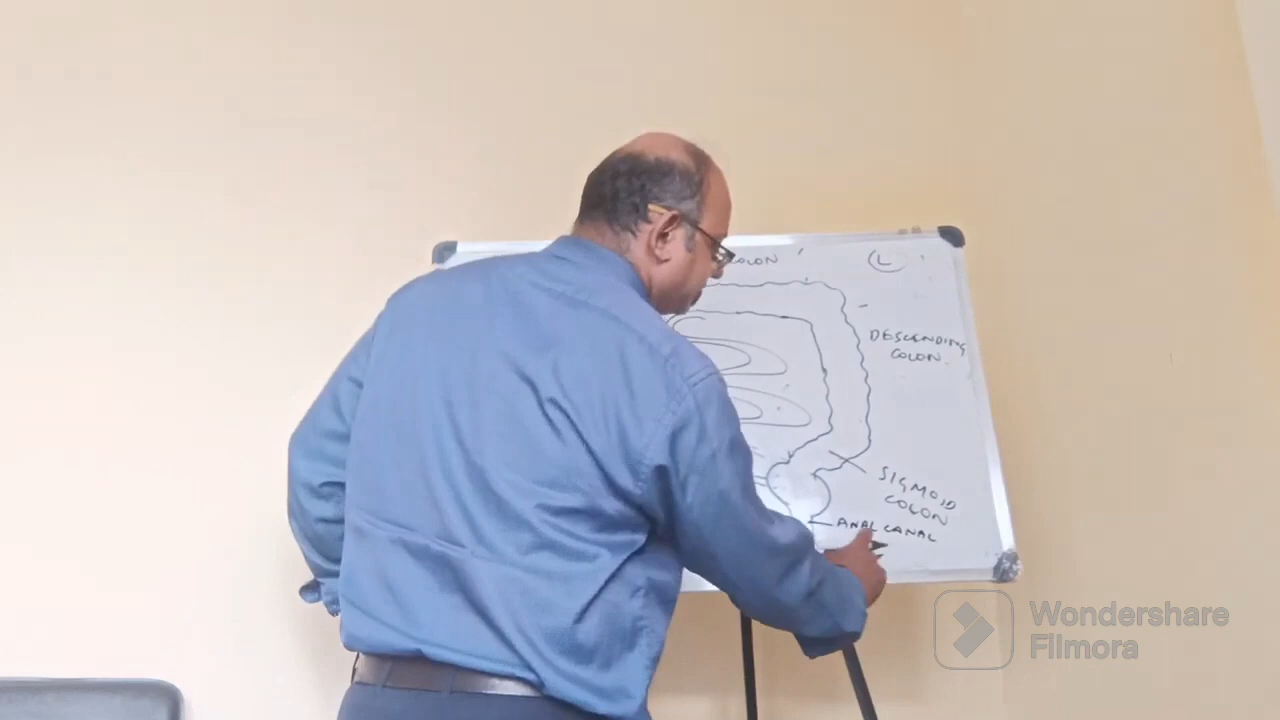 COLON
L
DESCENDING
COLON.
SIGMOID
COLON
ANAL CANAL
Wondershare
Filmora